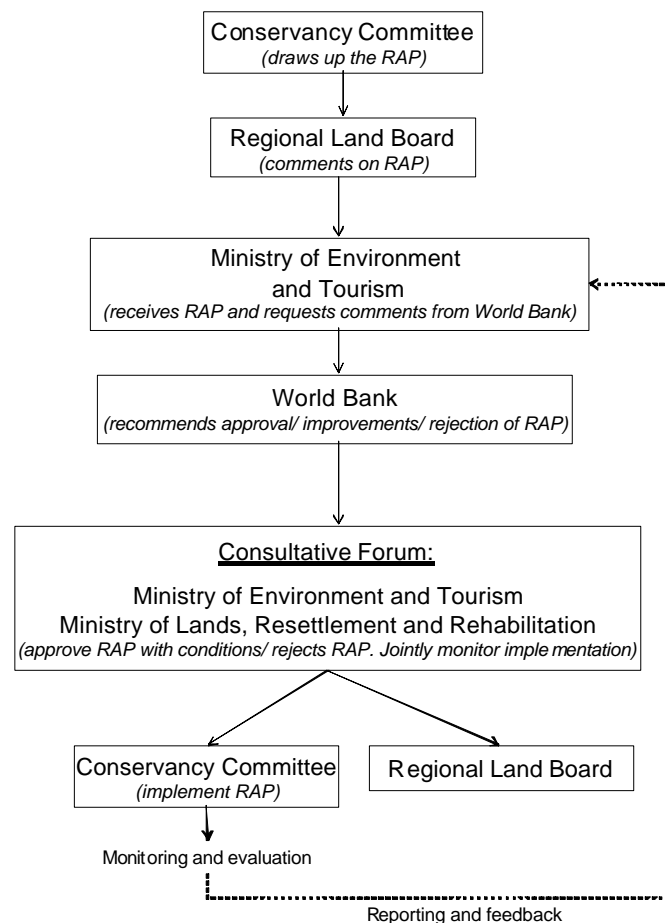 Conservancy Committee
(draws up the RAP)
Regional Land Board
(comments on RAP)
Ministry of Environment
and Tourism
(receives RAP and requests comments from World Bank)
World Bank
(recommends approval/ improvements/ rejection of RAP)
Consultative Forum:
Ministry of Environment and Tourism
Ministry of Lands, Resettlement and Rehabilitation
(approve RAP with conditions/ rejects RAP. Jointly monitor imple mentation)
Conservancy Committee
(implement RAP)
Regional Land Board
Monitoring and evaluation
Reporting and feedback